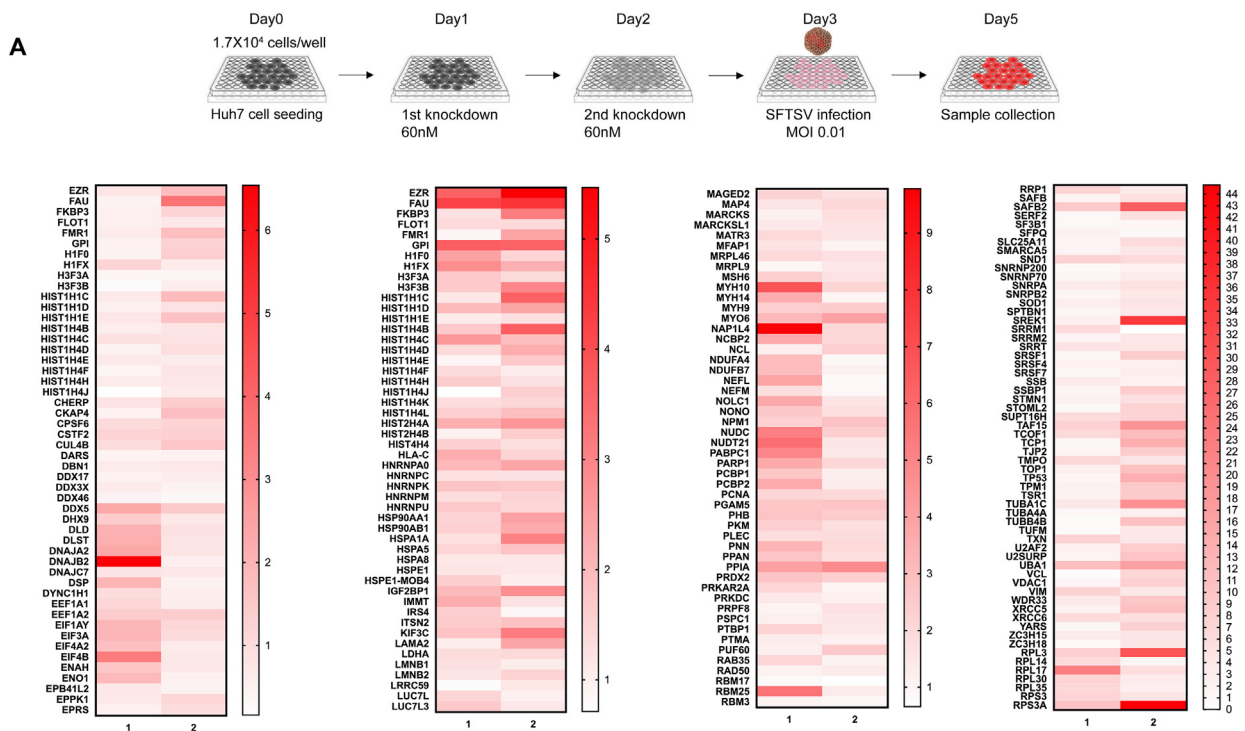 A
Day0
Day1
Day2
Day3
Day5
1.7X10⁴ cells/well
Huh7 cell seeding
1st knockdown
60nM
2nd knockdown
60nM
SFTSV infection
MOI 0.01
Sample collection
EZR
FAU
FKBP3
FLOT1
FMR1
GPI
H1F0
H1FX
H3F3A
H3F3B
HIST1H1C
HIST1H1D
HIST1H1E
HIST1H4B
HIST1H4C
HIST1H4D
HIST1H4E
HIST1H4F
HIST1H4H
HIST1H4J
CHERP
CKAP4
CPSF6
CSTF2
CUL4B
DARS
DBN1
DDX17
DDX3X
DDX46
DDX5
DHX9
DLD
DLST
DNAJA2
DNAJB2
DNAJC7
DSP
DYNC1H1
EEF1A1
EEF1A2
EIF1AY
EIF3A
EIF4A2
EIF4B
ENAH
ENO1
EPB41L2
EPPK1
EPRS
1 2
6
5
4
3
2
1
EZR
FAU
FKBP3
FLOT1
FMR1
GPI
H1F0
H1FX
H3F3A
H3F3B
HIST1H1C
HIST1H1D
HIST1H1E
HIST1H4B
HIST1H4C
HIST1H4D
HIST1H4E
HIST1H4F
HIST1H4H
HIST1H4J
HIST1H4K
HIST1H4L
HIST2H4A
HIST2H4B
HIST4H4
HLA-C
HNRNPA0
HNRNPC
HNRNPK
HNRNPM
HNRNPU
HSP90AA1
HSP90AB1
HSPA1A
HSPA5
HSPA8
HSPE1
HSPE1-MOB4
IGF2BP1
IMMT
IRS4
ITSN2
KIF3C
LAMA2
LDHA
LMNB1
LMNB2
LRRC59
LUC7L
LUC7L3
1 2
5
4
3
2
1
MAGED2
MAP4
MARCKS
MARCKSL1
MATR3
MFAP1
MRPL46
MRPL9
MSH6
MYH10
MYH14
MYH9
MYO6
NAP1L4
NCBP2
NCL
NDUFA4
NDUFB7
NEFL
NEFM
NOLC1
NONO
NPM1
NUDC
NUDT21
PABPC1
PARP1
PCBP1
PCBP2
PCNA
PGAM5
PHB
PKM
PLEC
PNN
PPAN
PPIA
PRDX2
PRKAR2A
PRKDC
PRPF8
PSPC1
PTBP1
PTMA
PUF60
RAB35
RAD50
RBM17
RBM25
RBM3
1 2
9
8
7
6
5
4
3
2
1
RRP1
SAFB
SAFB2
SERF2
SF3B1
SFPQ
SLC25A11
SMARCA5
SND1
SNRNP200
SNRNP70
SNRPA
SNRPB2
SOD1
SPTBN1
SREK1
SRRM1
SRRM2
SRRT
SRSF1
SRSF4
SRSF7
SSB
SSBP1
STMN1
STOML2
SUPT16H
TAF15
TCOF1
TCP1
TJP2
TMPO
TOP1
TP53
TPM1
TSR1
TUBA1C
TUBA4A
TUBB4B
TUFM
TXN
U2AF2
U2SURP
UBA1
VCL
VDAC1
VIM
WDR33
XRCC5
XRCC6
YARS
ZC3H15
ZC3H18
RPL3
RPL14
RPL17
RPL30
RPL35
RPS3
RPS3A
1 2
44
43
42
41
40
39
38
37
36
35
34
33
32
31
30
29
28
27
26
25
24
23
22
21
20
19
18
17
16
15
14
13
12
11
10
9
8
7
6
5
4
3
2
1
0